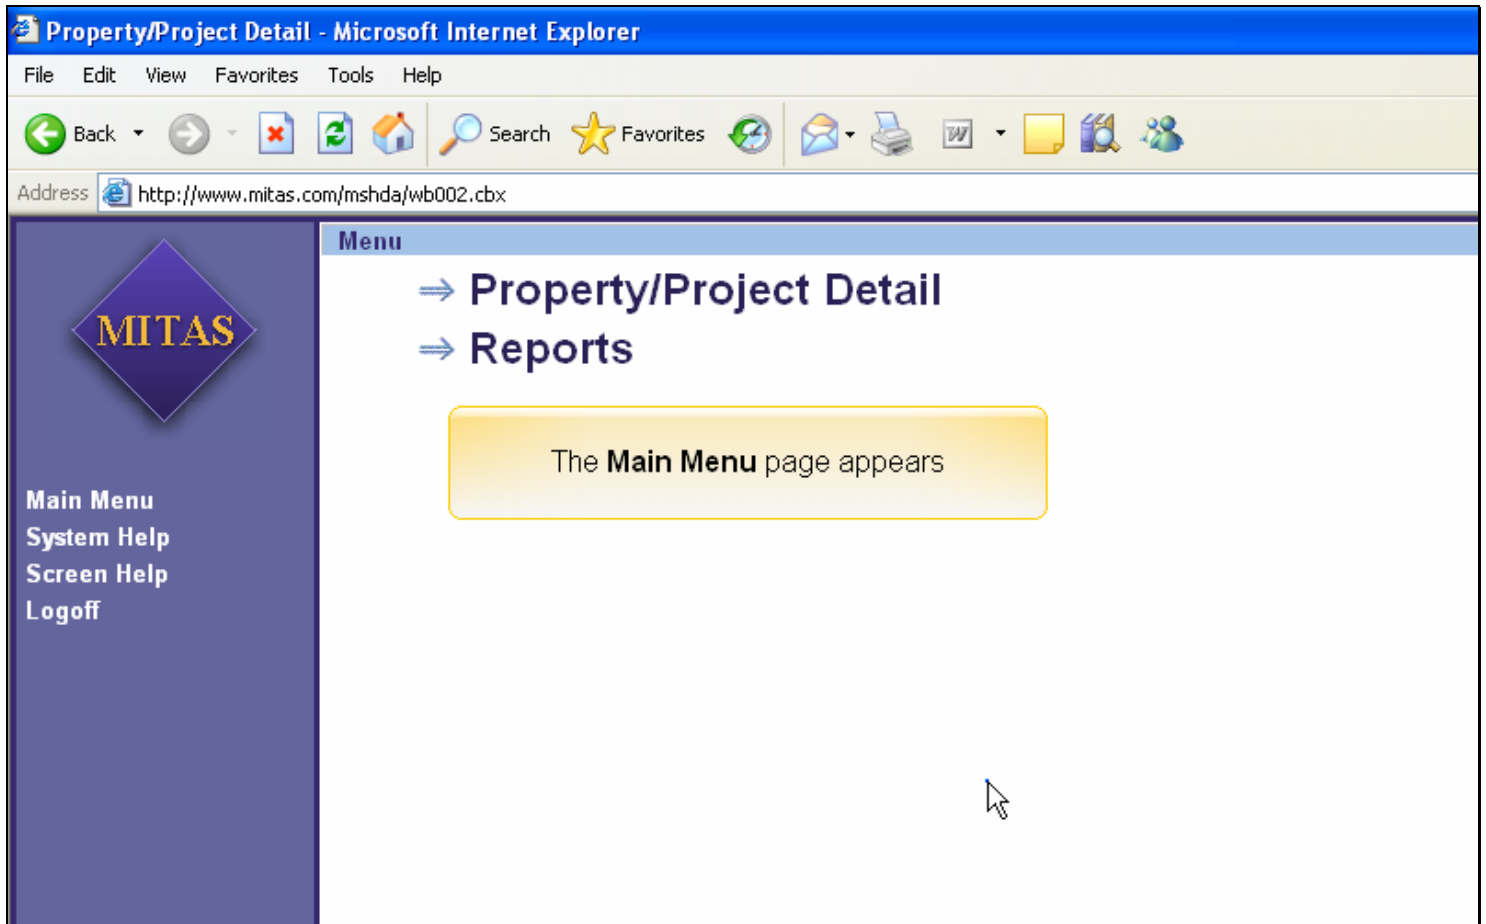 Property/Project Detail - Microsoft Internet Explorer
File Edit View Favorites Tools Help
Back Search Favorites W
Address http://www.mitas.com/mshda/wb002.cbx
Menu
Property/Project Detail
MITAS
Reports
The Main Menu page appears
Main Menu
System Help
Screen Help
Logoff